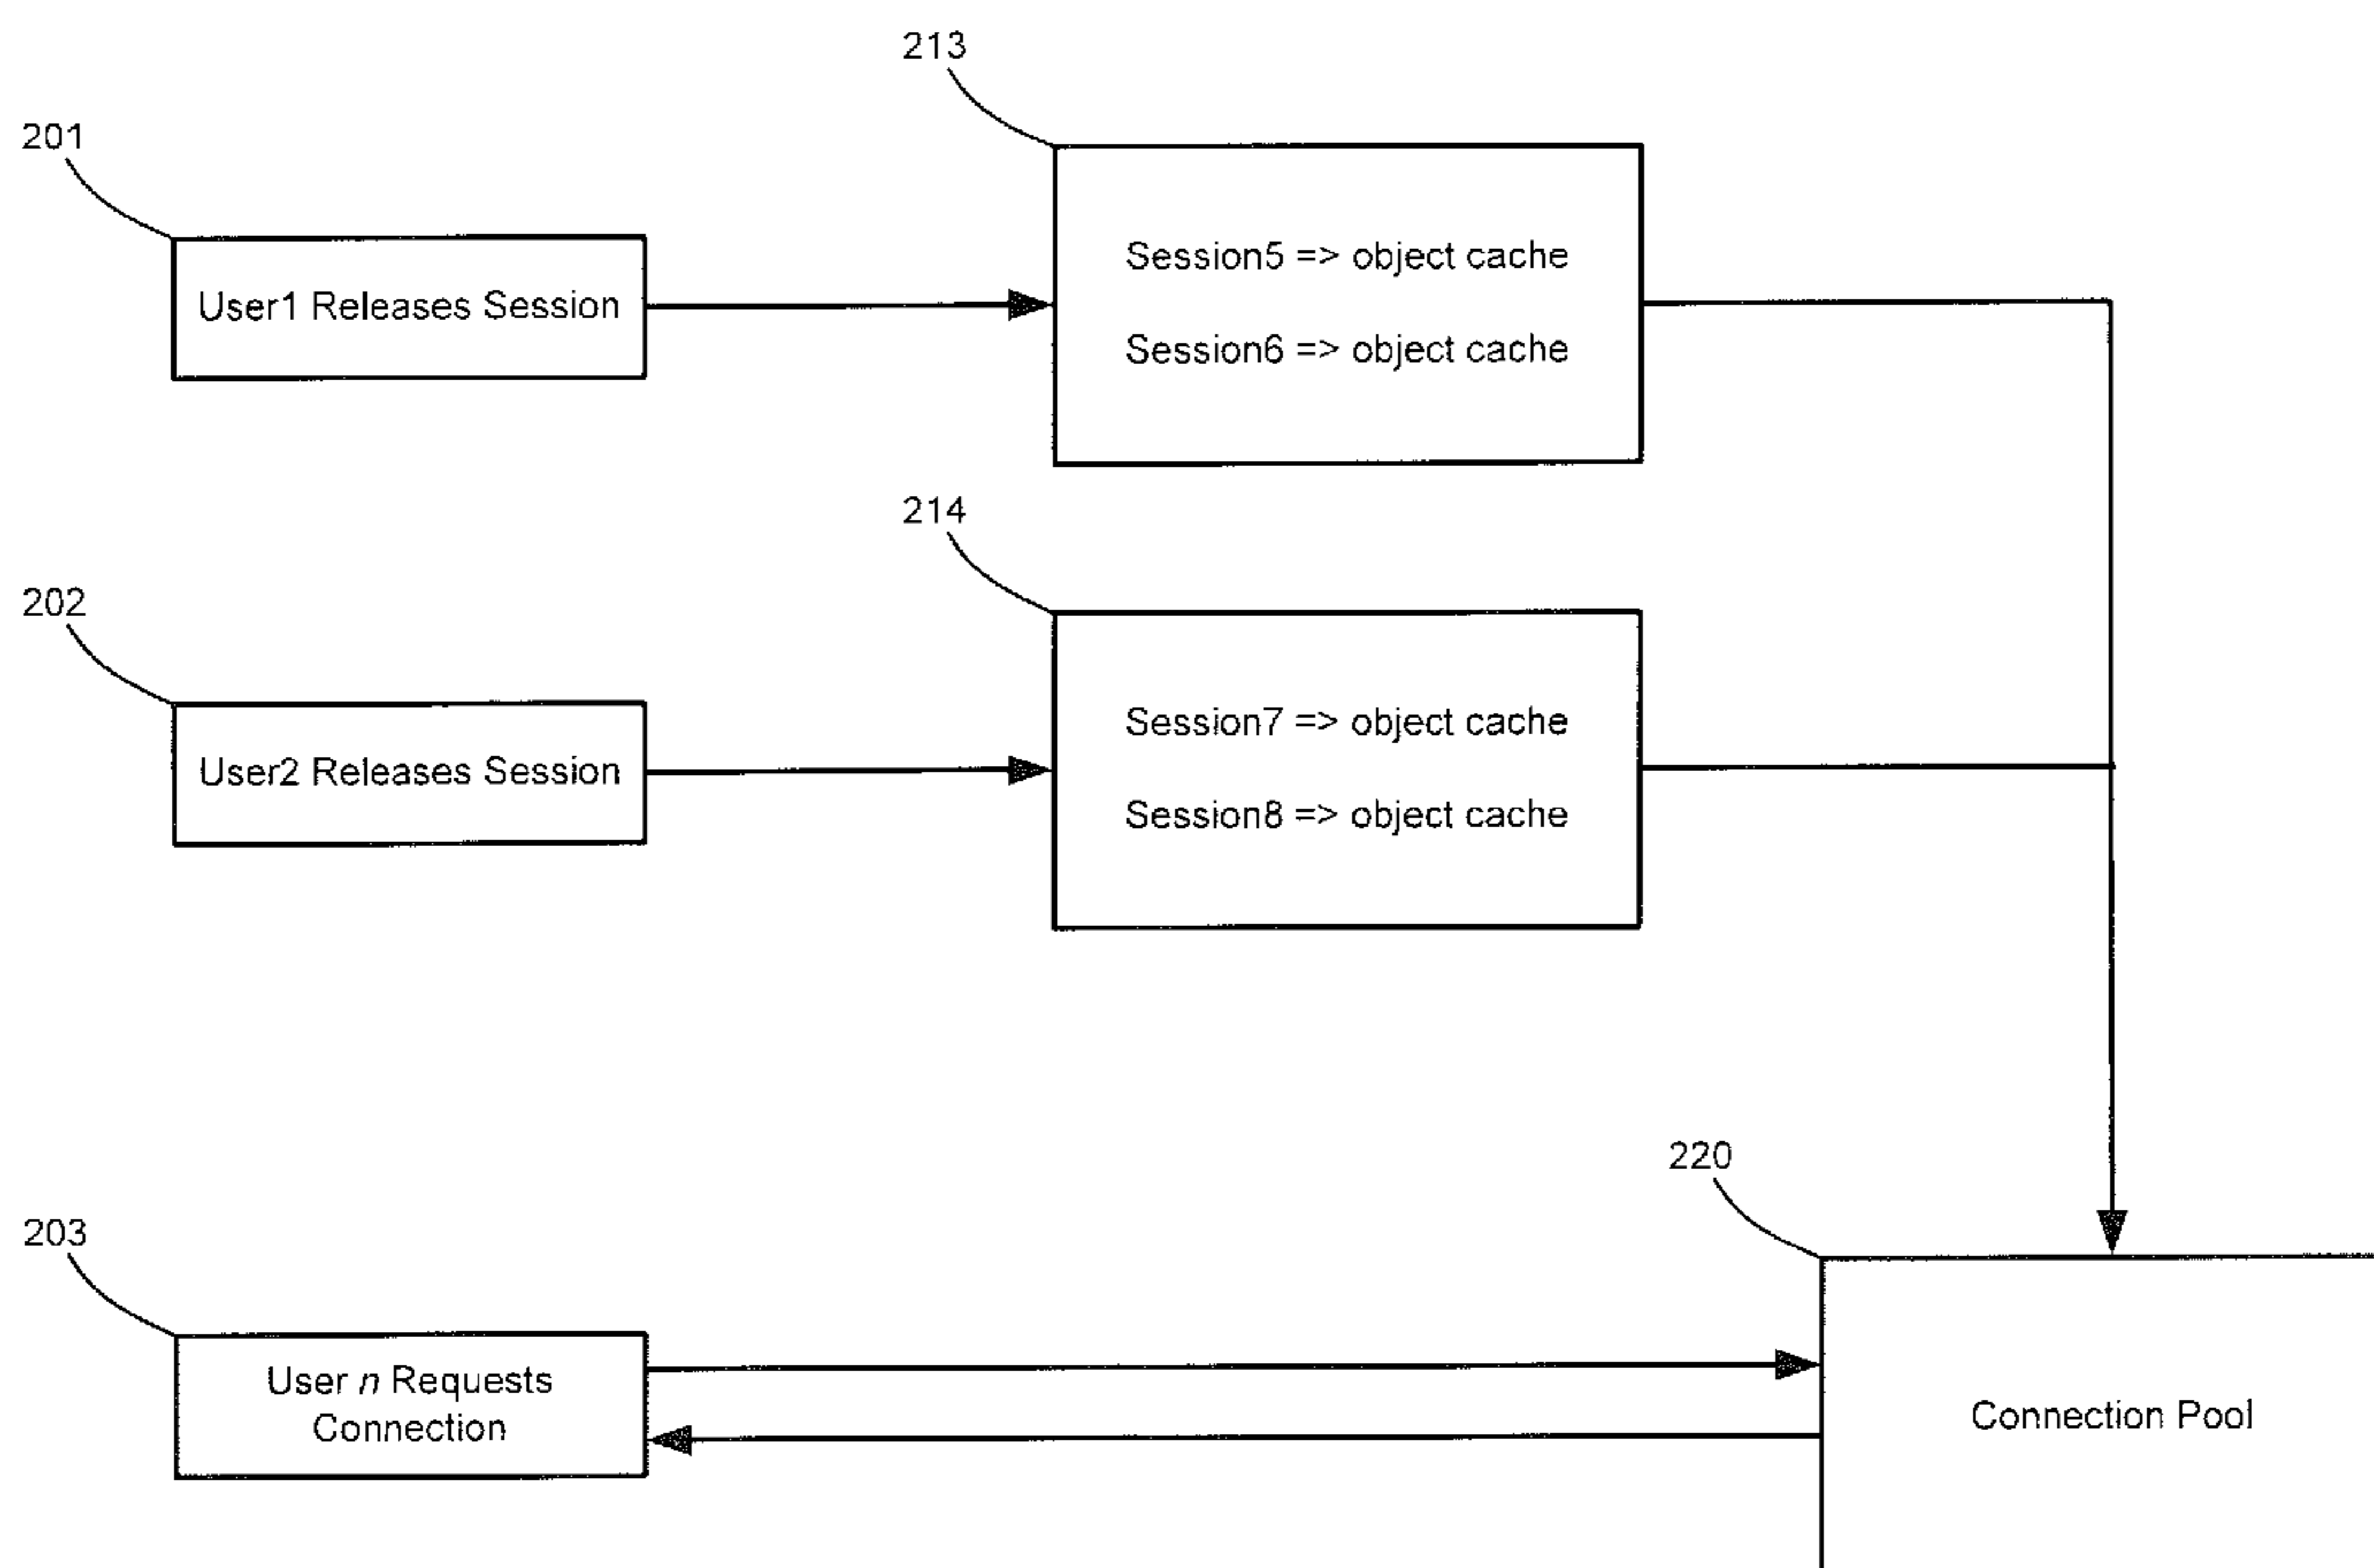 213
201
Session5 => object cache
User1 Releases Session
Session6 => object cache
214
202
Session7 => object cache
User2 Releases Session
Session8 => object cache
220
203
User n Requests
Connection
Connection Pool